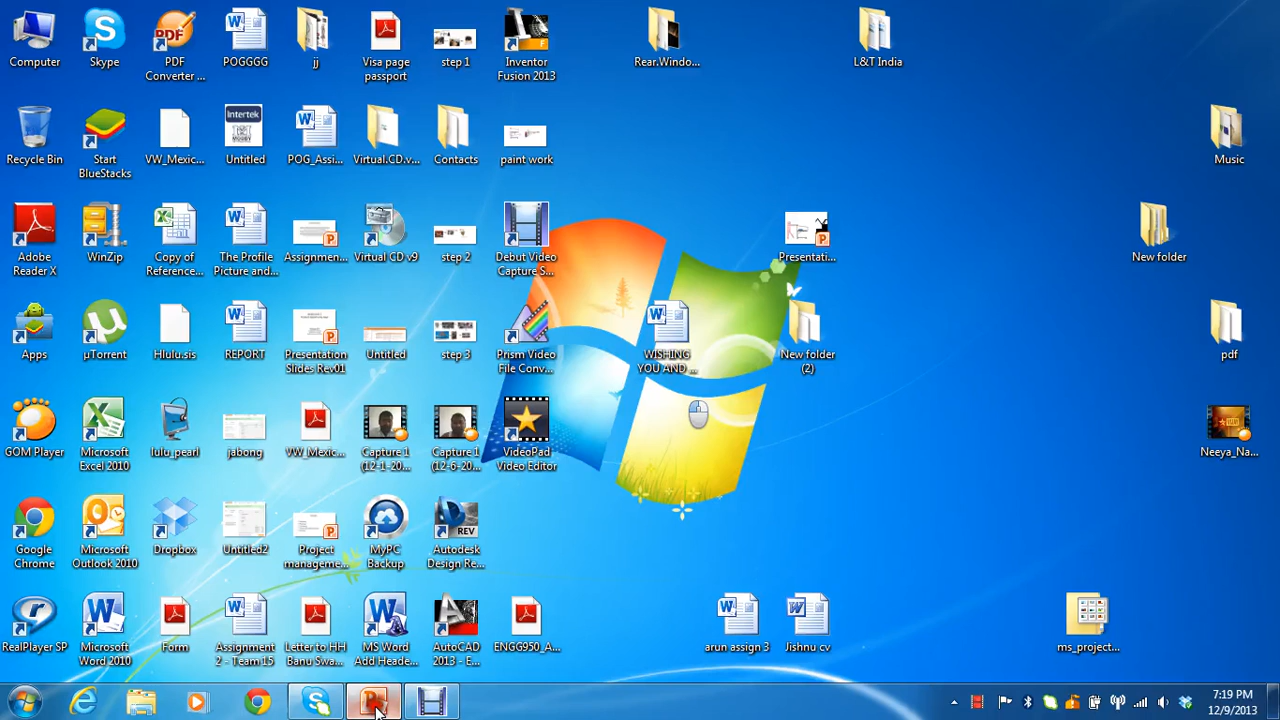 Computer
Skype
PDF
Converter ...
POGGGG
jj
Visa page
passport
step 1
Inventor
Fusion 2013
Rear.Windo...
L&T India
Recycle Bin
Start
BlueStacks
VW_Mexic...
Intertek
Untitled
POG_Assi...
Virtual.CD.v...
Contacts
paint work
Music
Adobe
Reader X
WinZip
Copy of
Reference...
The Profile
Picture and...
Assignmen...
Virtual CD v9
step 2
Debut Video
Capture S...
Presentati...
New folder
Apps
µTorrent
Hlulu.sis
REPORT
Presentation
Slides Rev01
Untitled
step 3
Prism Video
File Conv...
WISHING
YOU AND ...
New folder
(2)
pdf
GOM Player
Microsoft
Excel 2010
lulu_pearl
jabong
VW_Mexic...
Capture 1
(12-1-20...
Capture 1
(12-6-20...
VideoPad
Video Editor
Neeya_Na...
Google
Chrome
Microsoft
Outlook 2010
Dropbox
Untitled2
Project
manageme...
MyPC
Backup
Autodesk
Design Re...
RealPlayer SP
Microsoft
Word 2010
Form
Assignment
2 - Team 15
Letter to HH
Banu Swa...
MS Word
Add Heade...
AutoCAD
2013 - E...
ENGG950_A...
arun assign 3
Jishnu cv
ms_project...
7:19 PM
12/9/2013